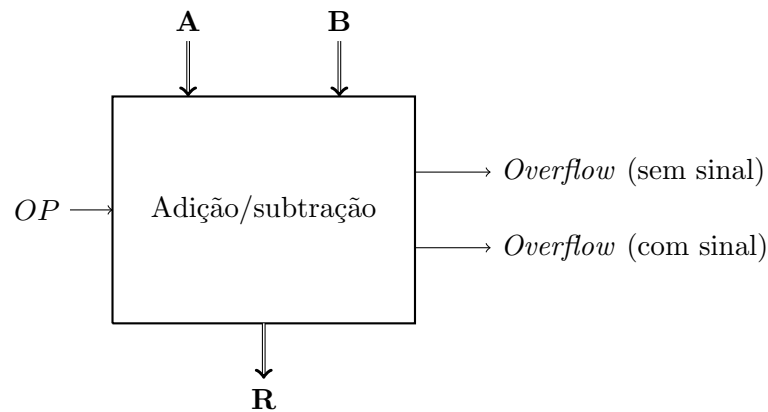 A
B
OP
Adição/subtração
Overflow (sem sinal)
Overflow (com sinal)
R